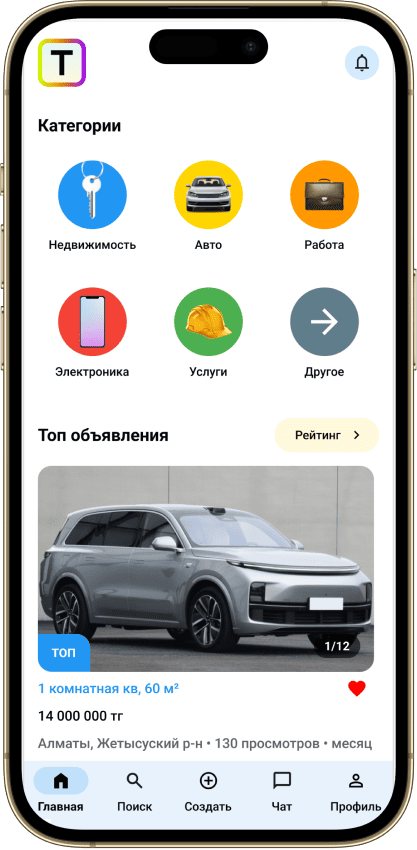 T
Категории
Недвижимость Авто Работа
Электроника Услуги Другое
Топ объявления Рейтинг
ТОП 1/12
1 комнатная кв, 60 м²
14 000 000 тг
Алматы, Жетысуский р-н • 130 просмотров • месяц
Главная Поиск Создать Чат Профиль